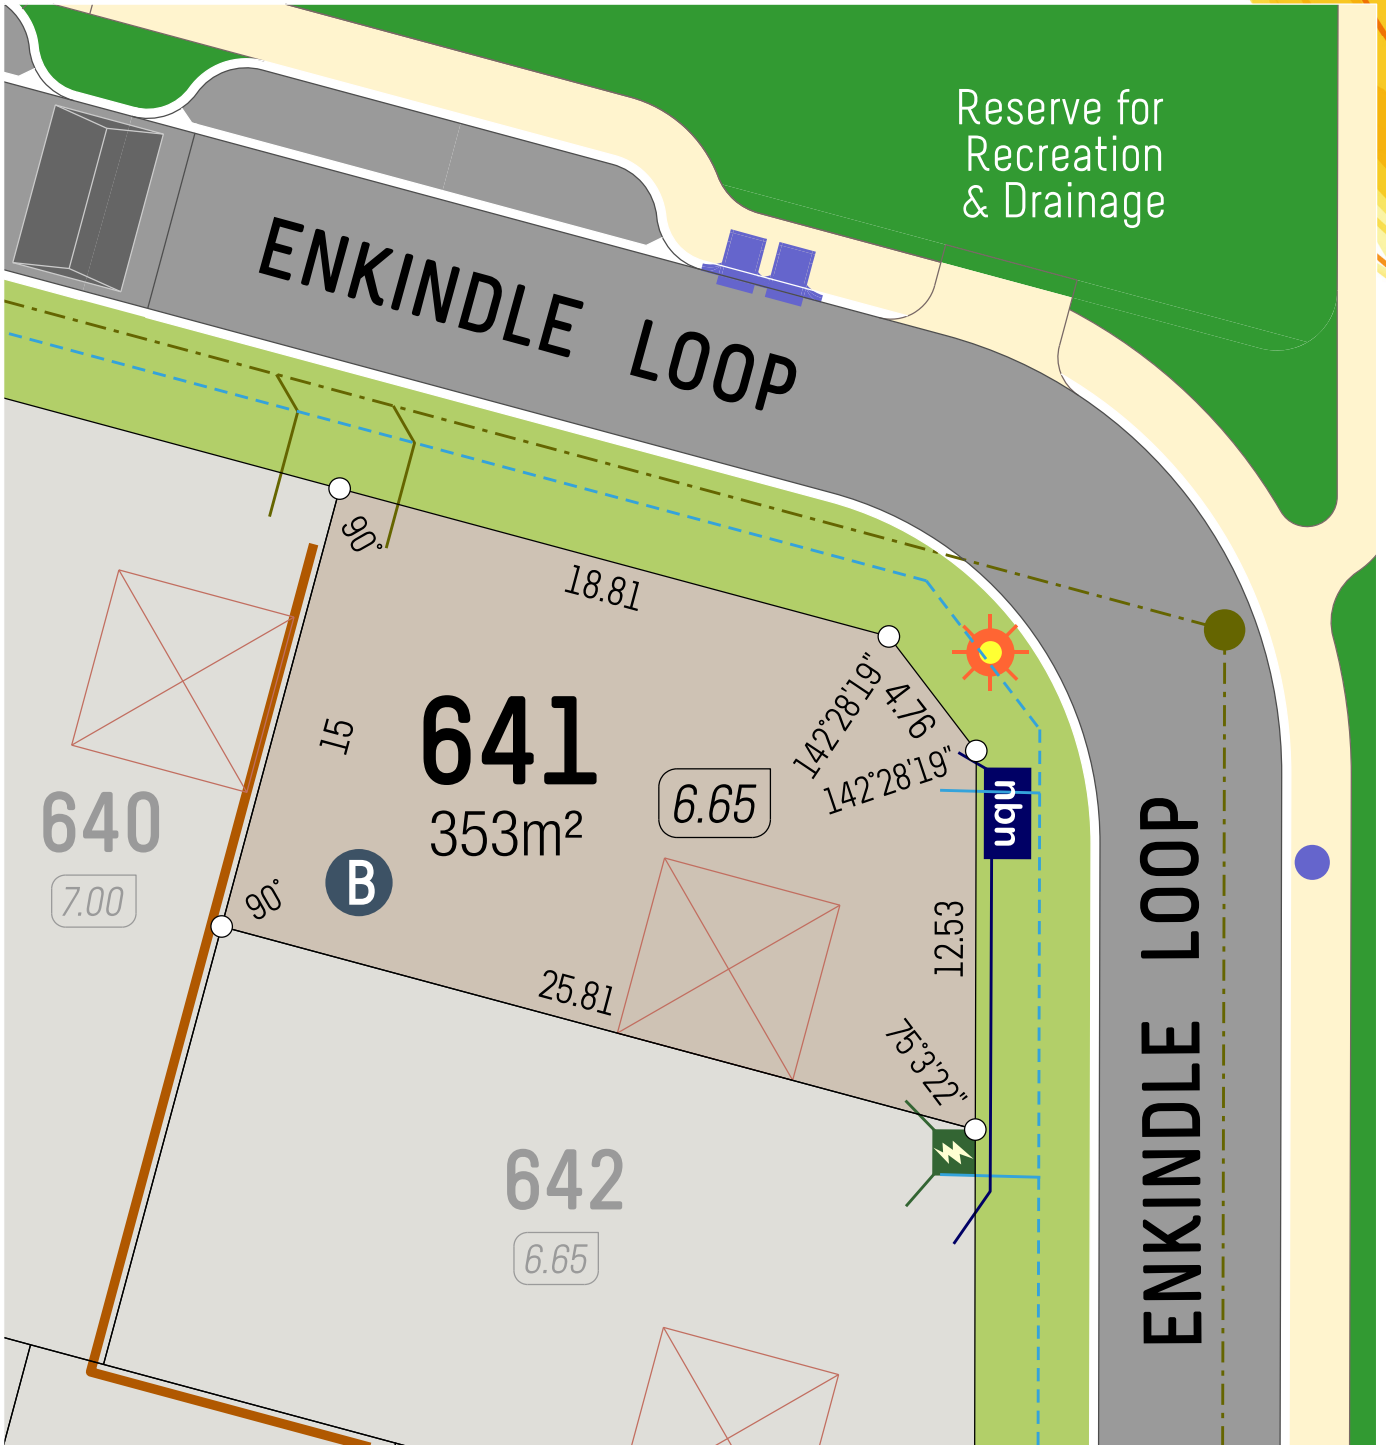 Reserve for
Recreation
& Drainage
ENKINDLE LOOP
90°
18.81
15
641
353m²
6.65
142°28'19"
4.76
142°28'19"
nbn
640
7.00
B
90°
12.53
25.81
75°3'22"
ENKINDLE LOOP
642
6.65